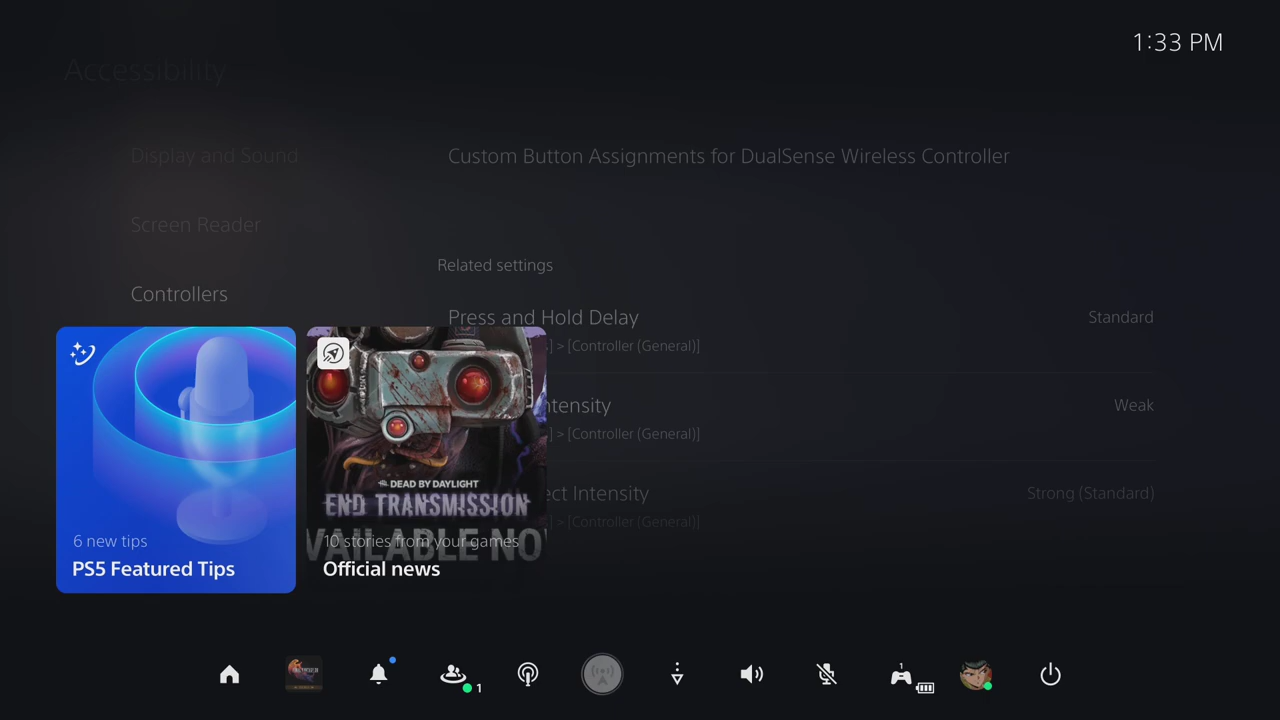 1:33 PM
Accessibility
Display and Sound
Custom Button Assignments for DualSense Wireless Controller
Screen Reader
Related settings
Controllers
Press and Hold Delay
Standard
] > [Controller (General)]
ntensity
Weak
] > [Controller (General)]
ect Intensity
Strong (Standard)
] > [Controller (General)]
DEAD BY DAYLIGHT
END TRANSMISSION
VAILABLE NO
6 new tips
PS5 Featured Tips
10 stories from your games
Official news
1
1